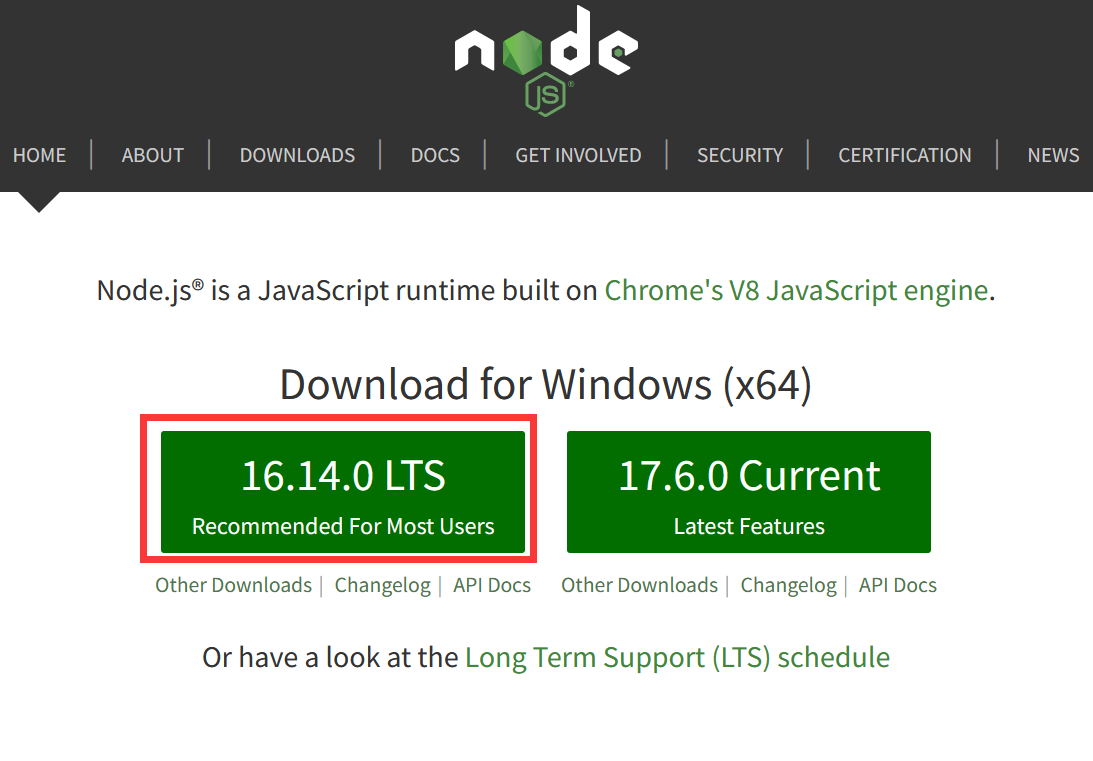 node
JS®
HOME | ABOUT | DOWNLOADS | DOCS | GET INVOLVED | SECURITY | CERTIFICATION | NEWS
Node.js® is a JavaScript runtime built on Chrome's V8 JavaScript engine.
Download for Windows (x64)
16.14.0 LTS
Recommended For Most Users
17.6.0 Current
Latest Features
Other Downloads | Changelog | API Docs
Other Downloads | Changelog | API Docs
Or have a look at the Long Term Support (LTS) schedule